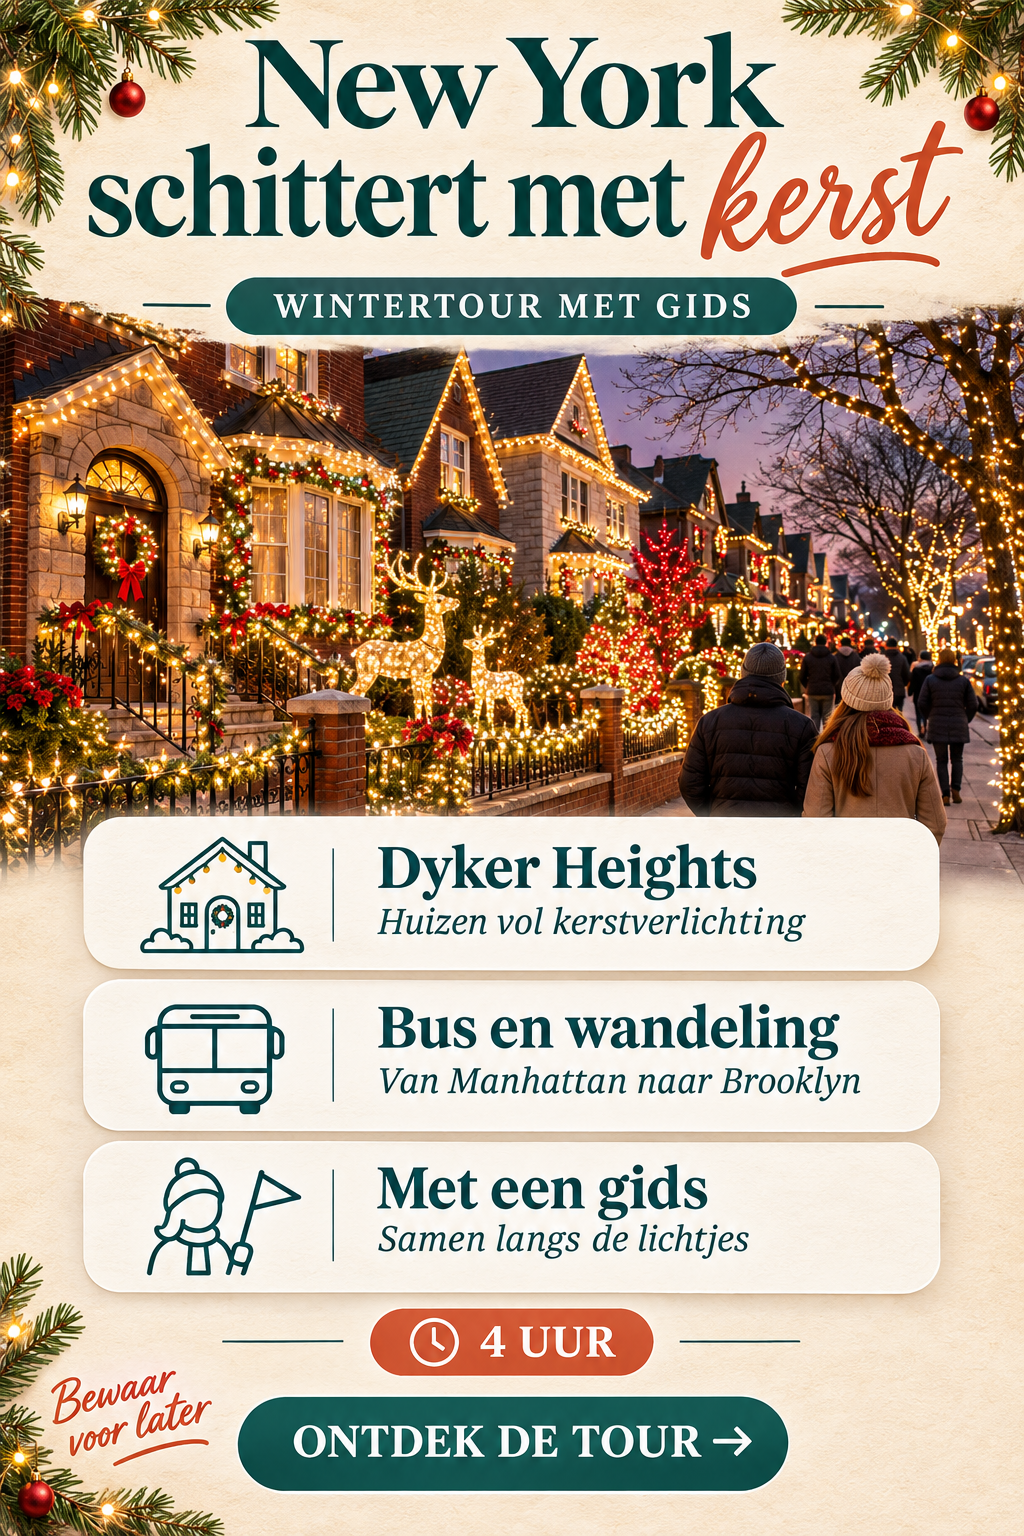 New York
schittert met kerst
WINTERTOUR MET GIDS
Dyker Heights
Huizen vol kerstverlichting
Bus en wandeling
Van Manhattan naar Brooklyn
Met een gids
Samen langs de lichtjes
4 UUR
Bewaar
voor later
ONTDEK DE TOUR →